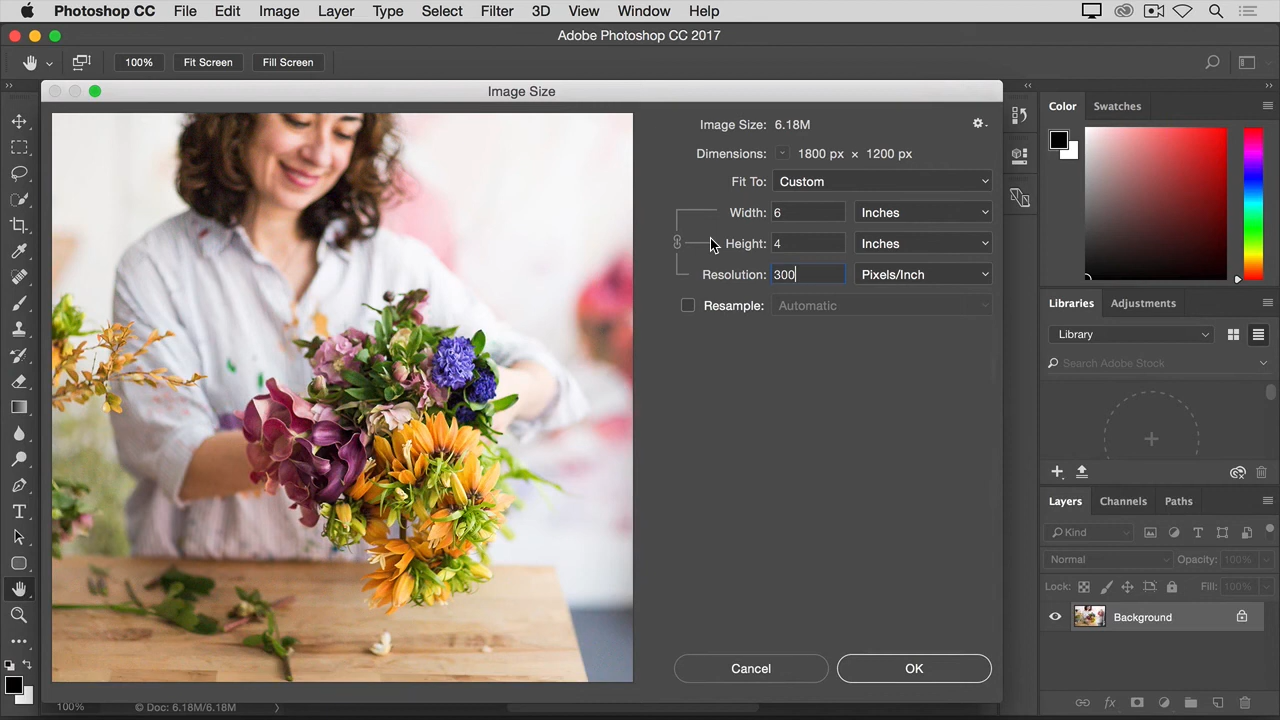 Photoshop CC File Edit Image Layer Type Select Filter 3D View Window Help
Adobe Photoshop CC 2017
100% Fit Screen Fill Screen
Image Size
Image Size: 6.18M
Dimensions: 1800 px × 1200 px
Fit To: Custom
Width: 6 Inches
Height: 4 Inches
Resolution: 300 Pixels/Inch
Resample: Automatic
Cancel OK
Color Swatches
Libraries Adjustments
Library
Search Adobe Stock
Layers Channels Paths
Kind
Normal Opacity: 100%
Lock: Fill: 100%
Background
100% Doc: 6.18M/6.18M